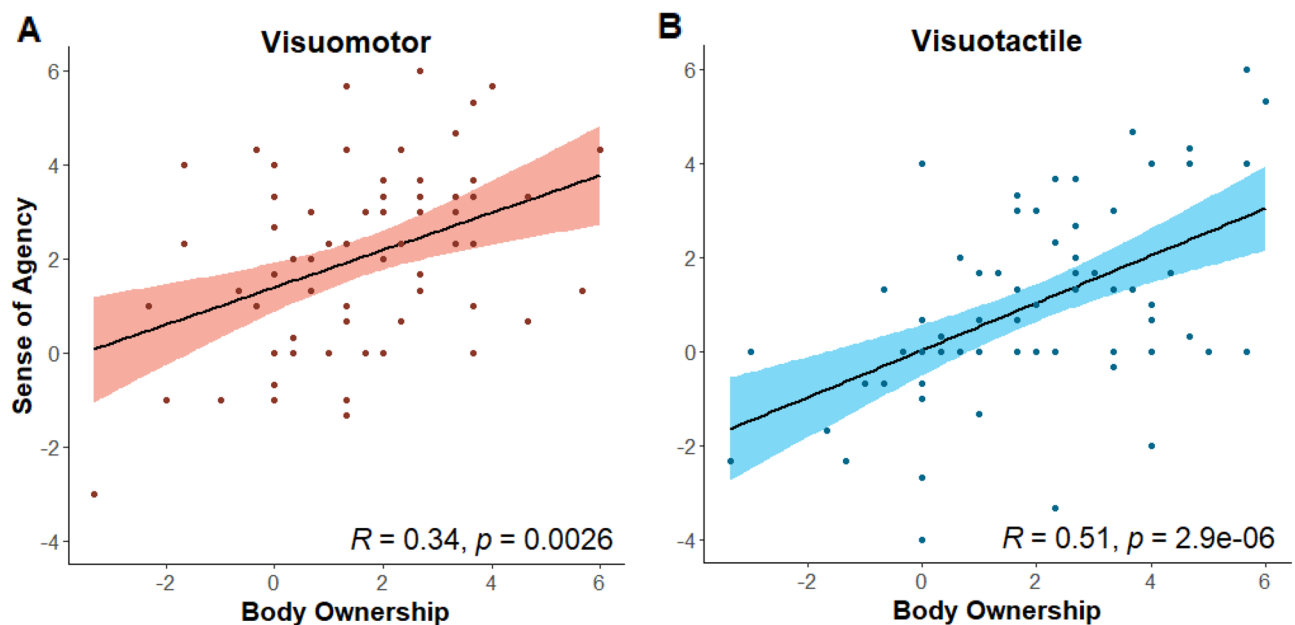 A
Visuomotor
6
4
2
0
-2
-4
Sense of Agency
R = 0.34, p = 0.0026
-2
0
2
4
6
Body Ownership
B
Visuotactile
6
4
2
0
-2
-4
R = 0.51, p = 2.9e-06
-2
0
2
4
6
Body Ownership